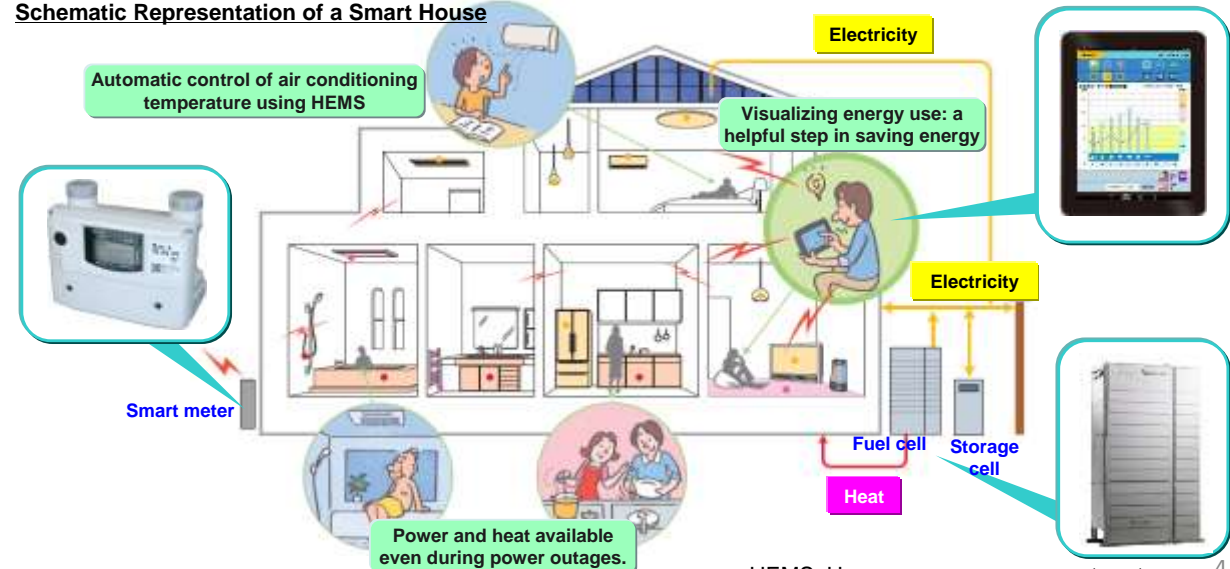 Schematic Representation of a Smart House
Electricity
Automatic control of air conditioning
temperature using HEMS
Visualizing energy use: a
helpful step in saving energy
Electricity
Smart meter
Fuel cell
Storage
cell
Heat
Power and heat available
even during power outages.
HEMS
4